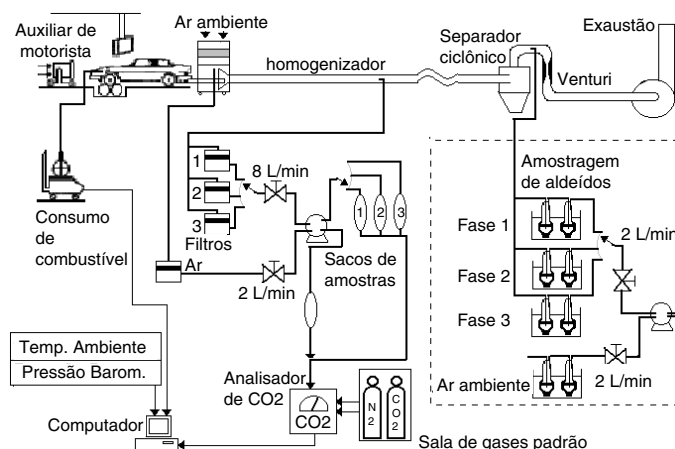 Auxiliar de
motorista
Ar ambiente
Separador
ciclônico
Exaustão
homogenizador
Venturi
1
2
3
Filtros
8 L/min
1 2 3
Ar
2 L/min
Sacos de
amostras
Consumo
de
combustível
Amostragem
de aldeídos
Fase 1
Fase 2
Fase 3
2 L/min
Ar ambiente
2 L/min
Temp. Ambiente
Pressão Barom.
Computador
Analisador
de CO2
CO2
N2
CO2
Sala de gases padrão